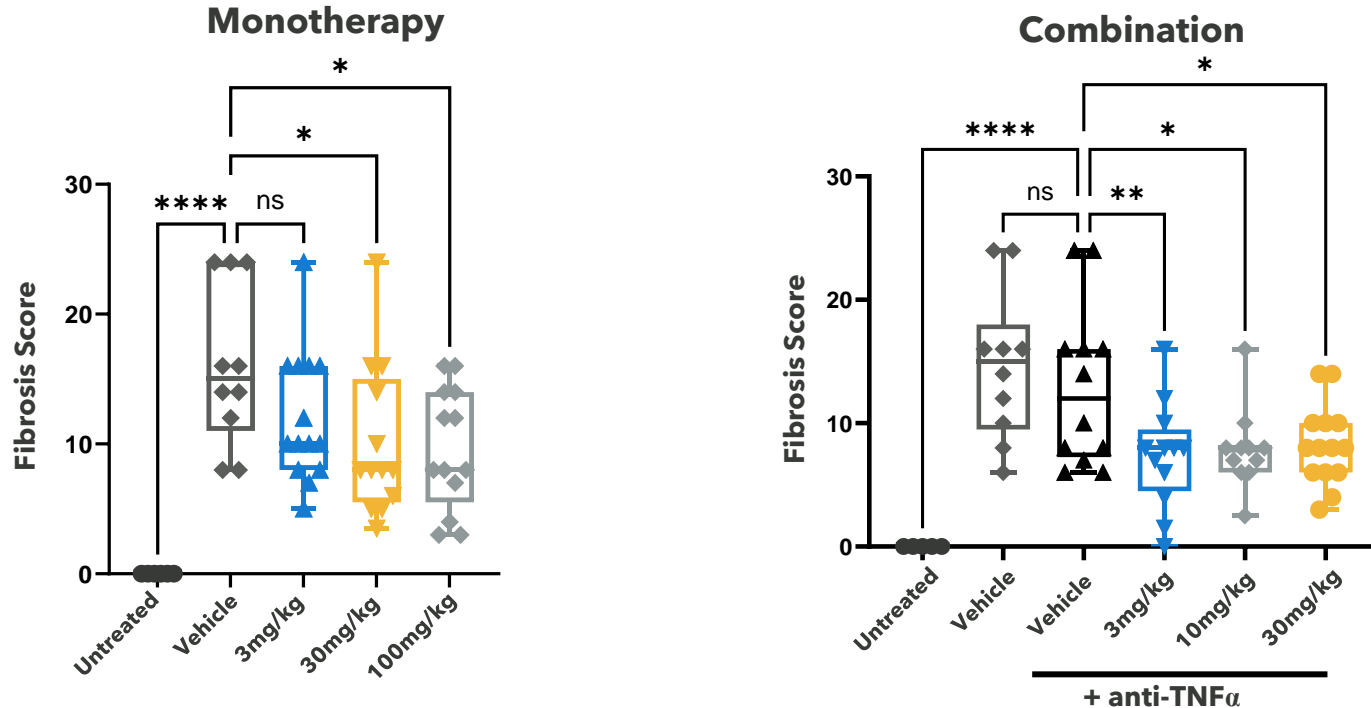 Monotherapy
*
*
**** ns
30
20
10
0
Fibrosis Score
Untreated
Vehicle
3mg/kg
30mg/kg
100mg/kg
Combination
*
**** *
ns **
30
20
10
0
Fibrosis Score
Untreated
Vehicle
Vehicle
3mg/kg
10mg/kg
30mg/kg
+ anti-TNFα